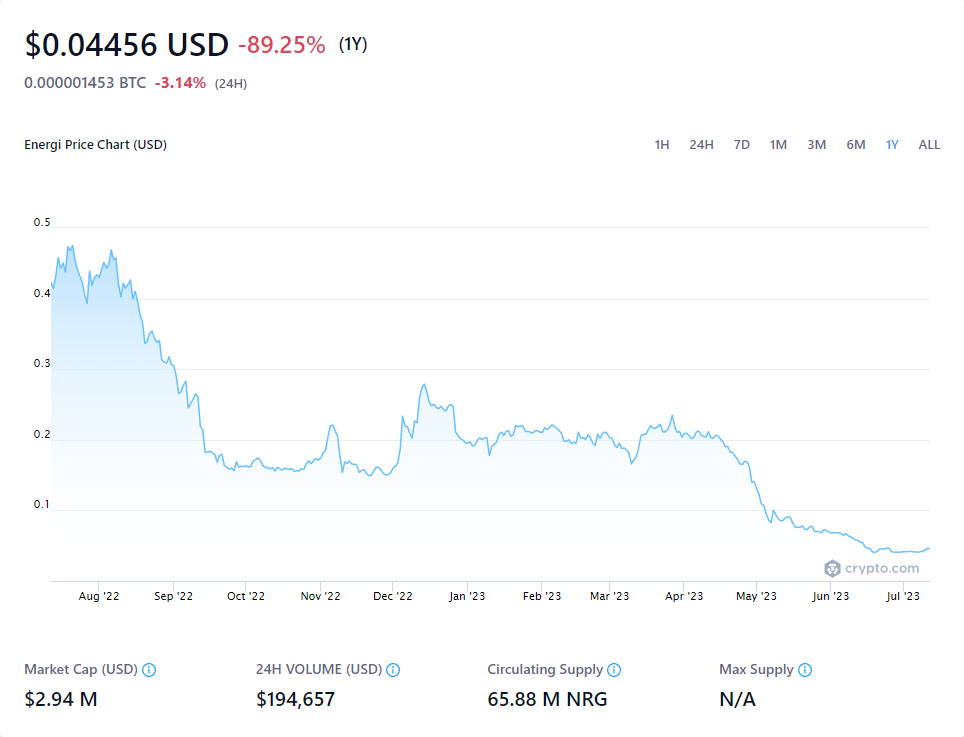 $0.04456 USD -89.25% (1Y)
0.000001453 BTC -3.14% (24H)
Energi Price Chart (USD) 1H 24H 7D 1M 3M 6M 1Y ALL
0.5
0.4
0.3
0.2
0.1
crypto.com
Aug '22 Sep '22 Oct '22 Nov '22 Dec '22 Jan '23 Feb '23 Mar '23 Apr '23 May '23 Jun '23 Jul '23
Market Cap (USD) 24H VOLUME (USD) Circulating Supply Max Supply
$2.94 M $194,657 65.88 M NRG N/A